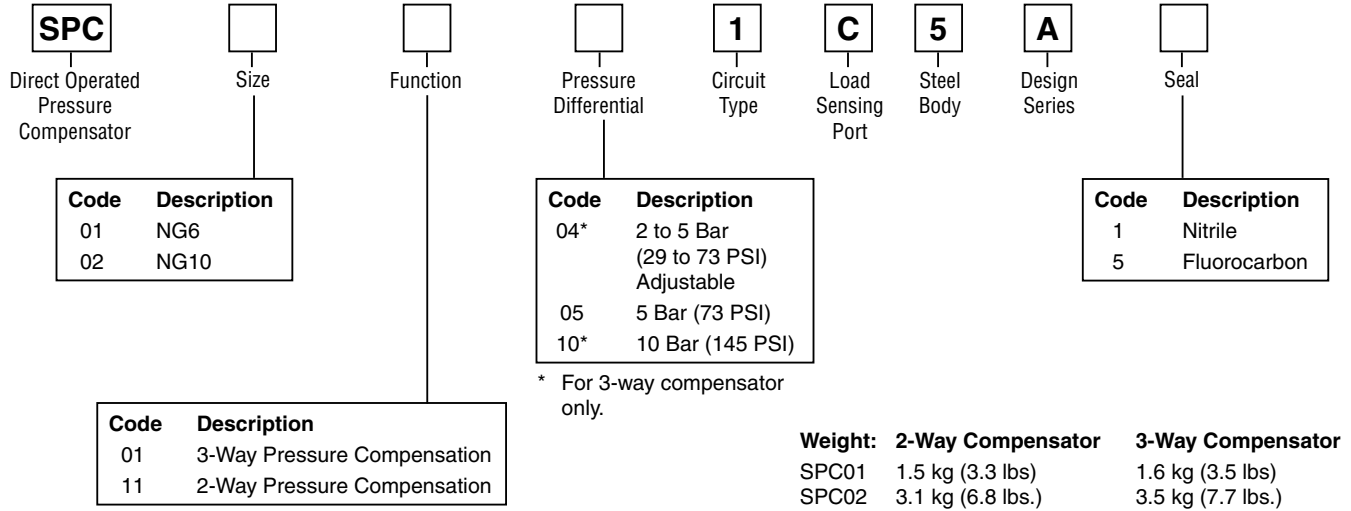 SPC 1 C 5 A
Direct Operated
Pressure
Compensator
Size
Function
Pressure
Differential
Circuit
Type
Load
Sensing
Port
Steel
Body
Design
Series
Seal
Code Description
01 NG6
02 NG10
Code Description
04* 2 to 5 Bar
(29 to 73 PSI)
Adjustable
05 5 Bar (73 PSI)
10* 10 Bar (145 PSI)
* For 3-way compensator
only.
Code Description
1 Nitrile
5 Fluorocarbon
Code Description
01 3-Way Pressure Compensation
11 2-Way Pressure Compensation
Weight: 2-Way Compensator 3-Way Compensator
SPC01 1.5 kg (3.3 lbs) 1.6 kg (3.5 lbs)
SPC02 3.1 kg (6.8 lbs.) 3.5 kg (7.7 lbs.)